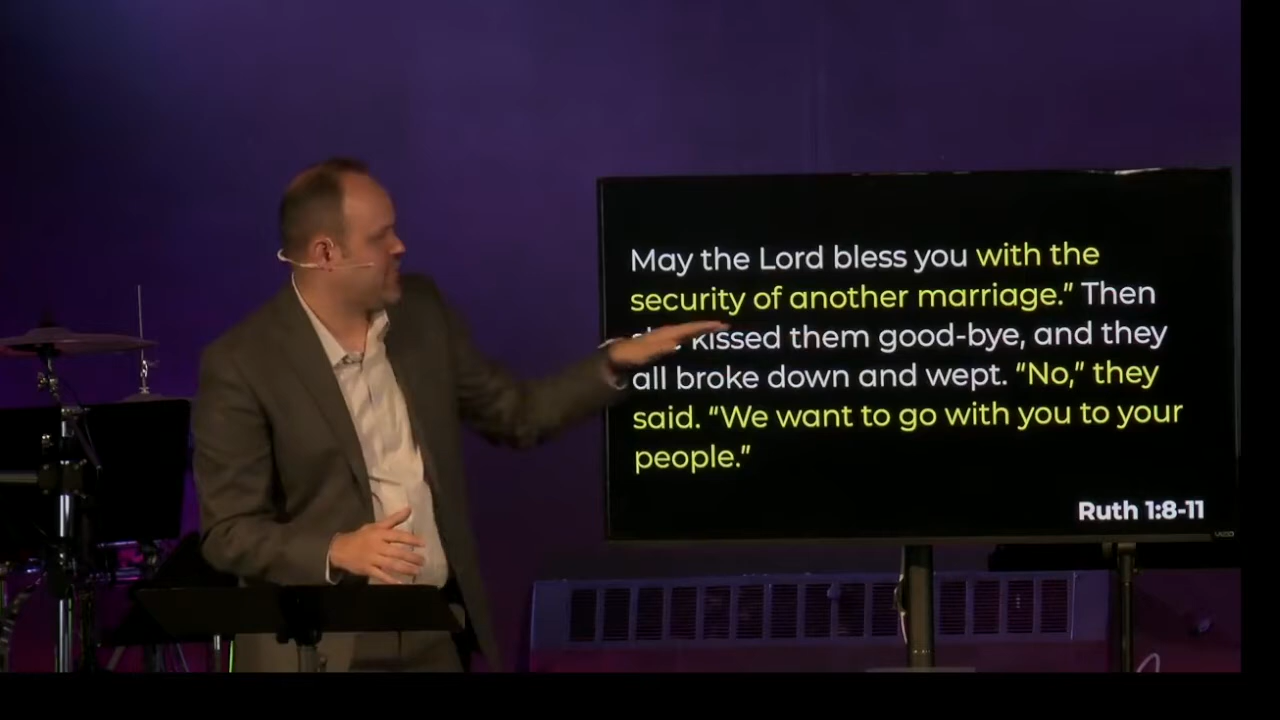 May the Lord bless you with the
security of another marriage.” Then
kissed them good-bye, and they
all broke down and wept. “No,” they
said. “We want to go with you to your
people.”
Ruth 1:8-11